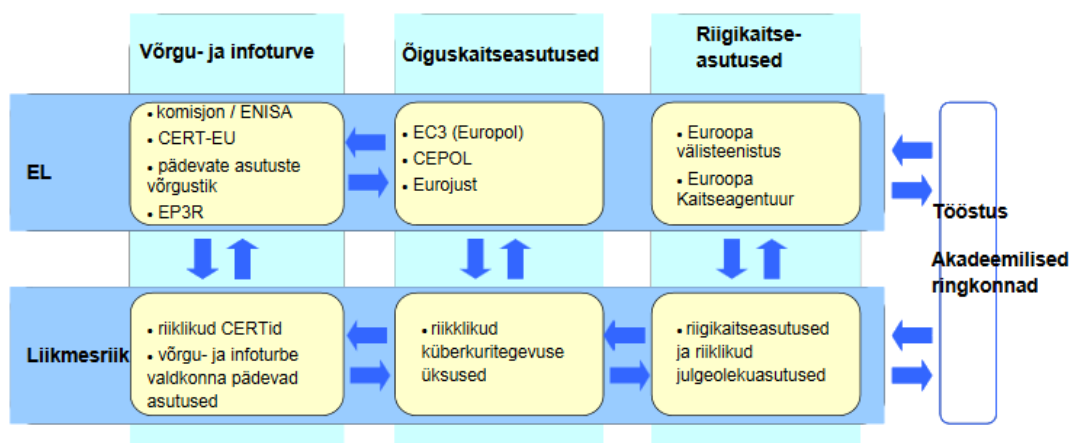 Võrgu- ja infoturve
Õiguskaitseasutused
Riigikaitse-
asutused
EL
• komisjon / ENISA
• CERT-EU
• pädevate asutuste
võrgustik
• EP3R
• EC3 (Europol)
• CEPOL
• Eurojust
• Euroopa
välisteenistus
• Euroopa
Kaitseagentuur
Tööstus
Akadeemilised
ringkonnad
Liikmesriik
• riiklikud CERTid
• võrgu- ja infoturbe
valdkonna pädevad
asutused
• riikklikud
küberkuritegevuse
üksused
• riigikaitseasutused
ja riiklikud
julgeolekuasutused